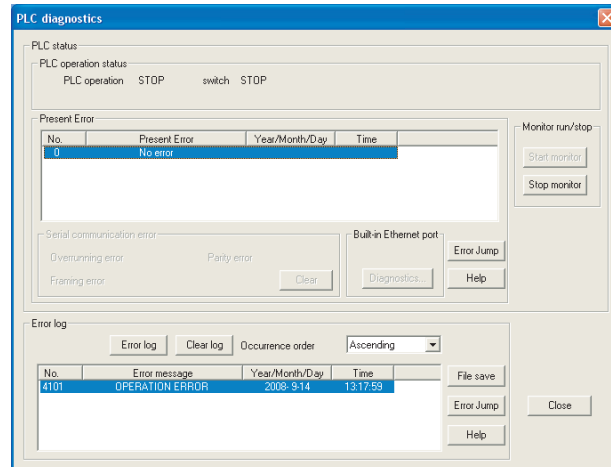 PLC diagnostics
PLC status
PLC operation status
PLC operation STOP switch STOP
Present Error
No. Present Error Year/Month/Day Time
0 No error
Monitor run/stop
Start monitor
Stop monitor
Serial communication error
Overrunning error Parity error
Framing error
Clear
Built-in Ethernet port
Diagnostics...
Error Jump
Help
Error log
Error log Clear log Occurrence order Ascending
No. Error message Year/Month/Day Time
4101 OPERATION ERROR 2008- 9-14 13:17:59
File save
Error Jump
Help
Close